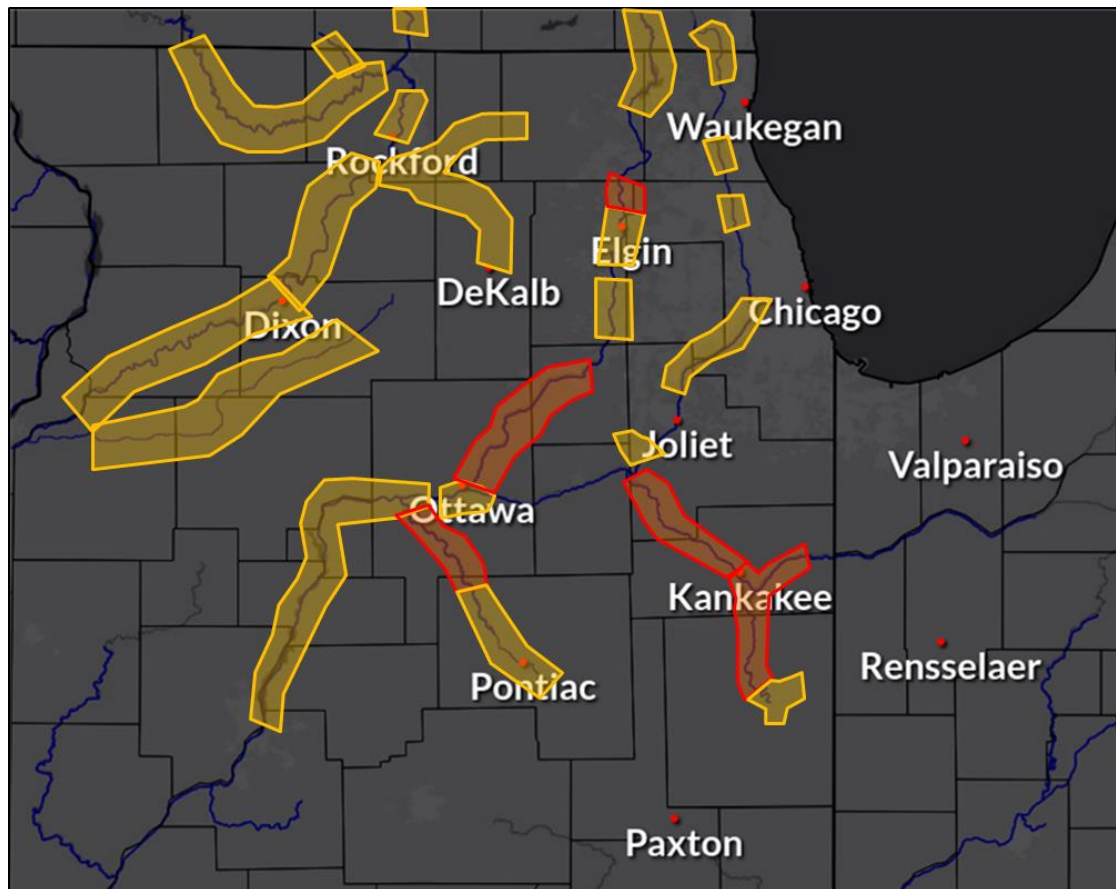 Waukegan
Rockford
Elgin
DeKalb
Chicago
Dixon
Joliet
Valparaiso
Ottawa
Kankakee
Rensselaer
Pontiac
Paxton